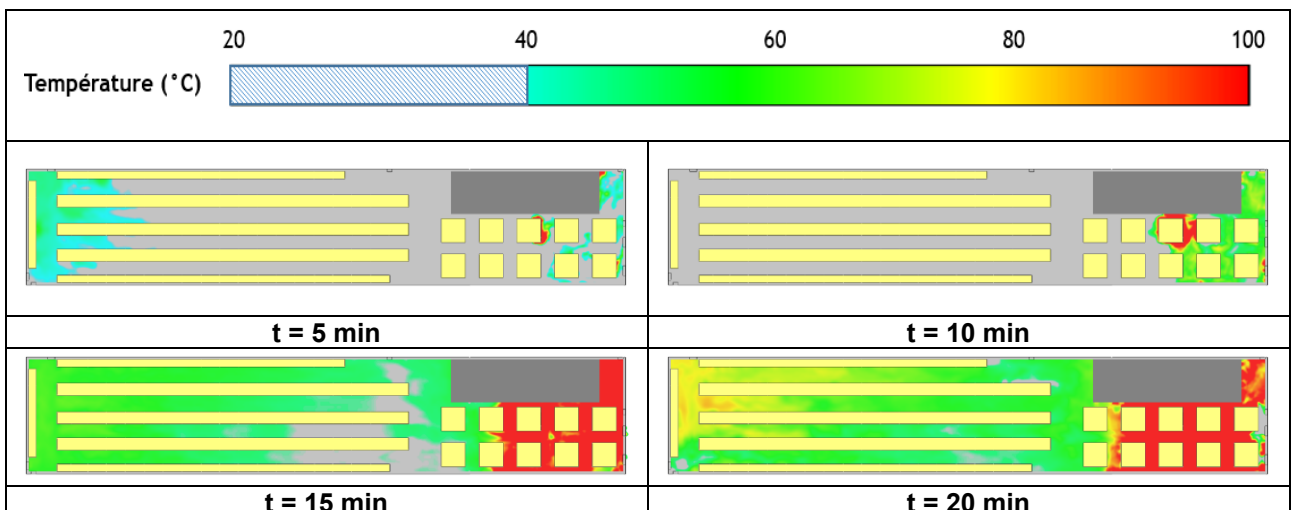 20 40 60 80 100
Température (°C)
t = 5 min t = 10 min
t = 15 min t = 20 min